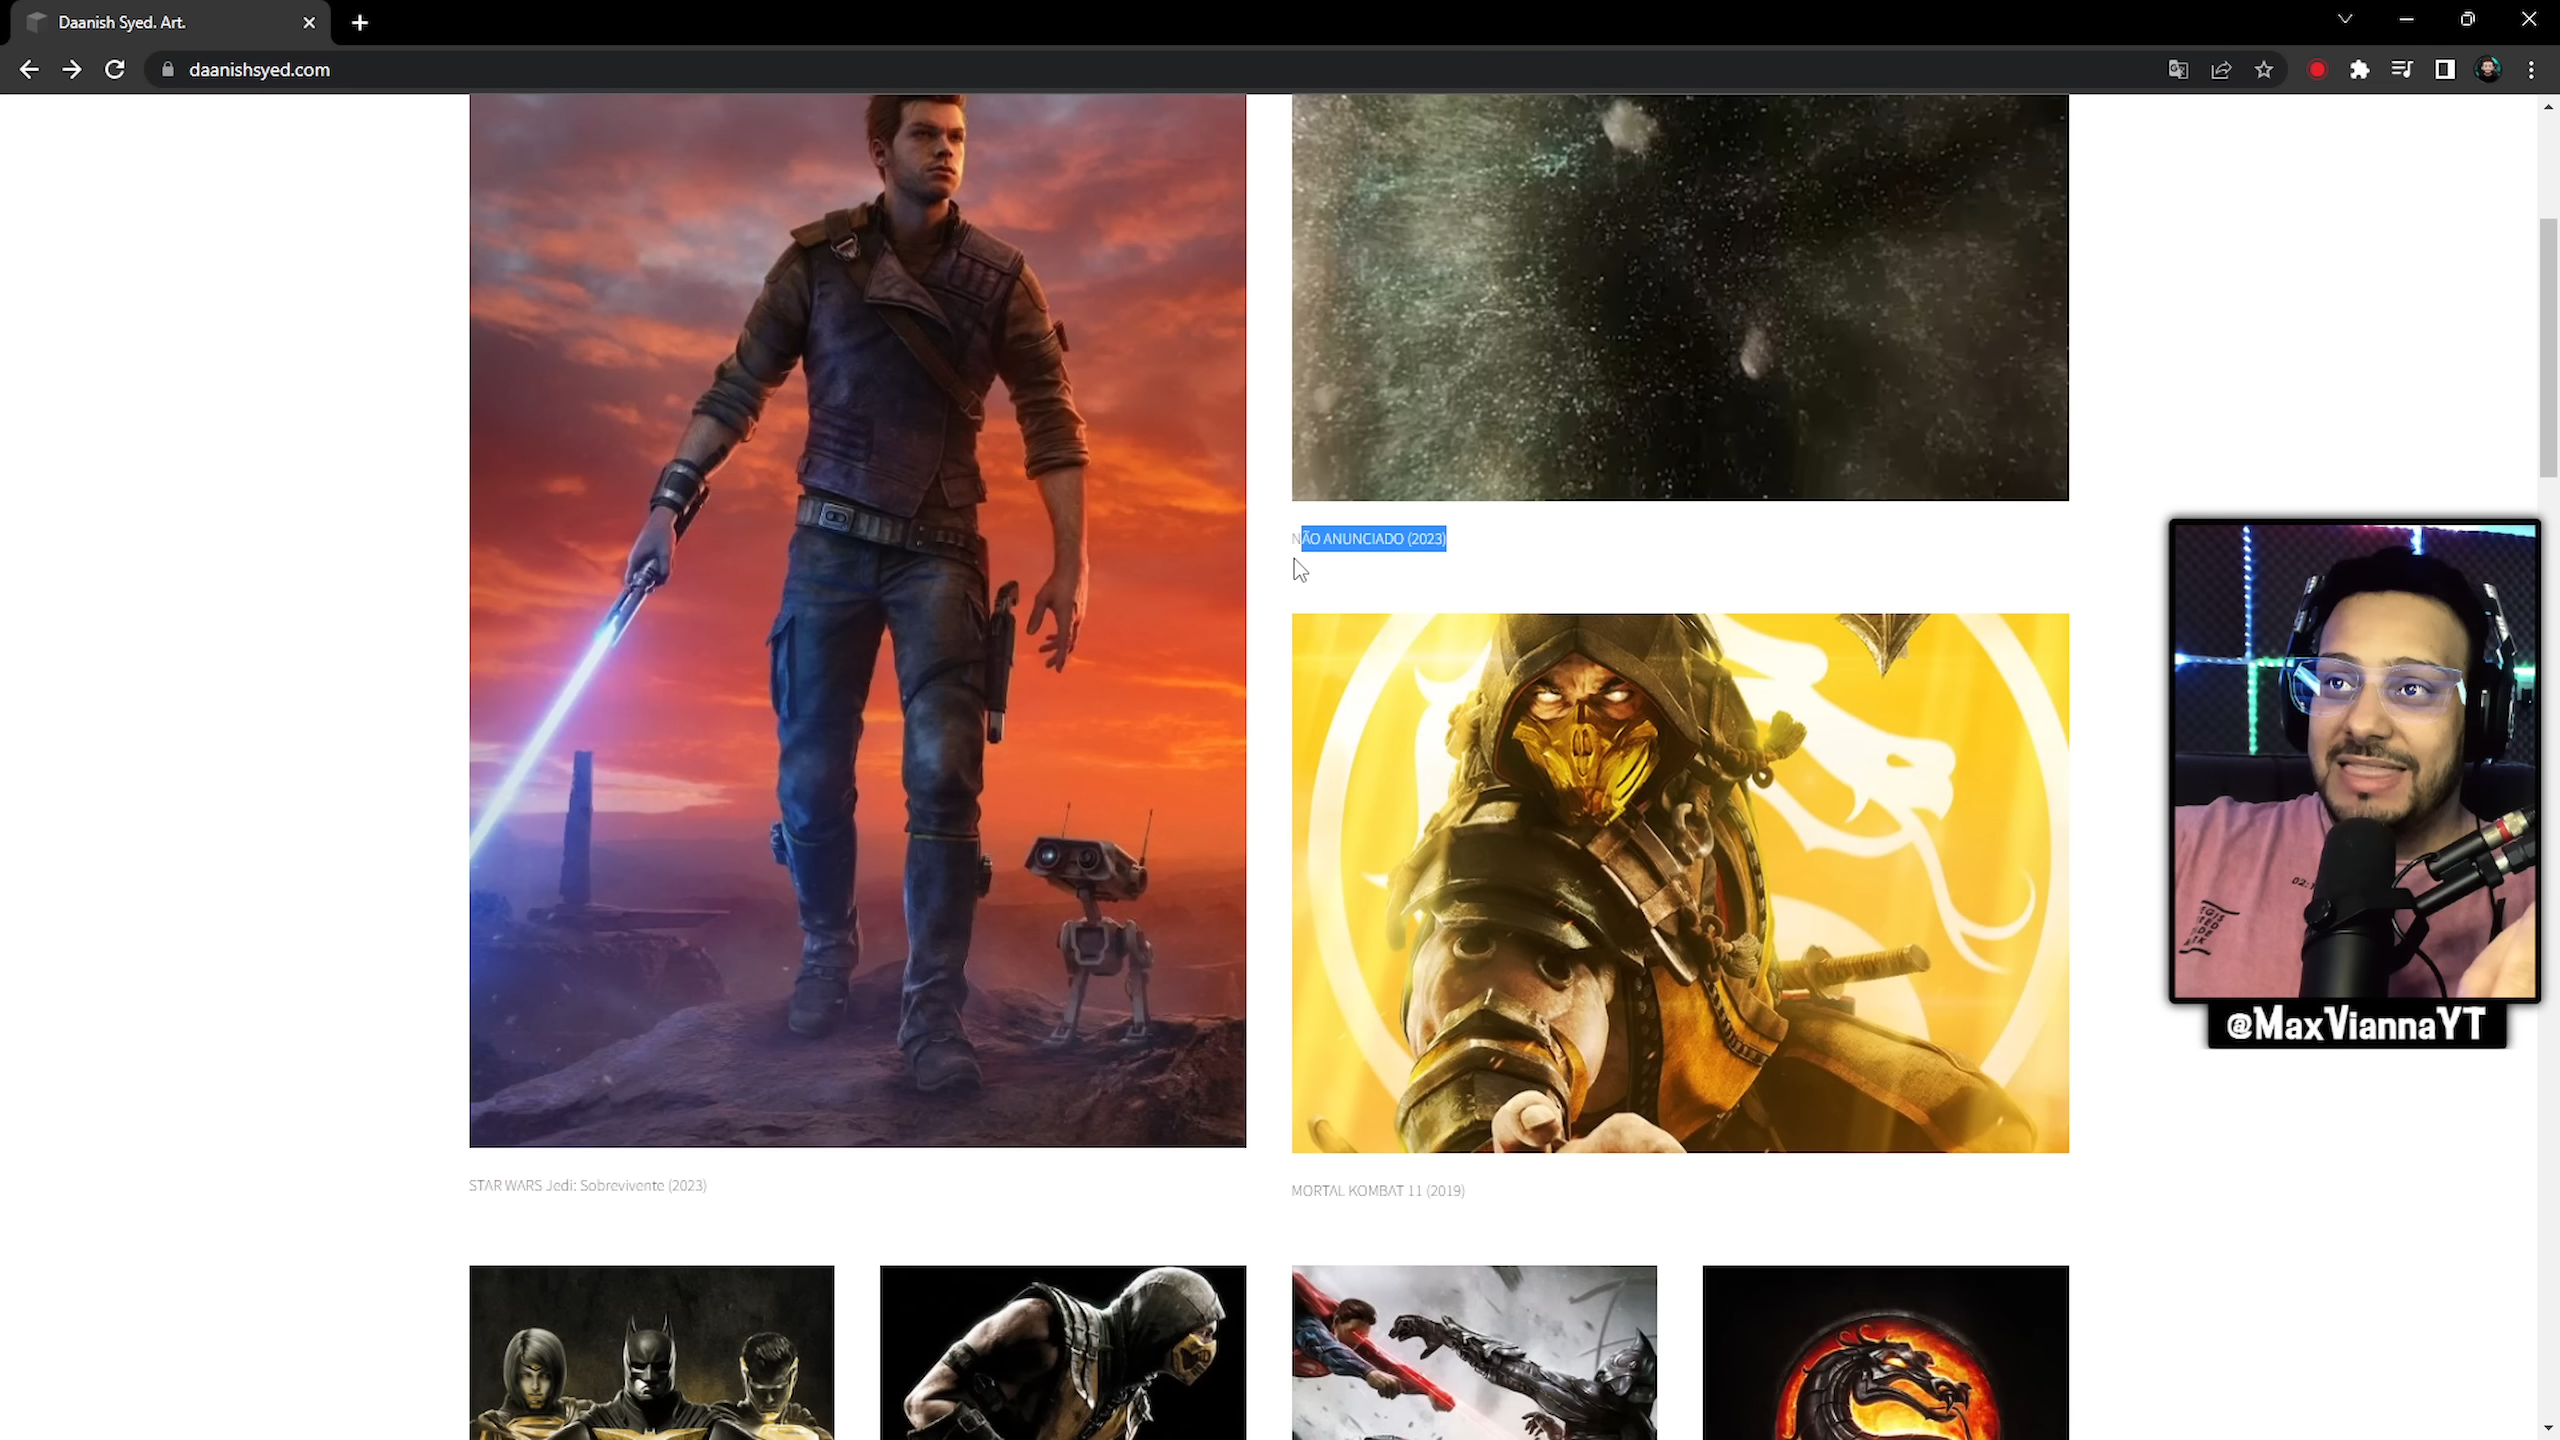 Daanish Syed. Art.
daanishsyed.com
NÃO ANUNCIADO (2023)
@MaxViannaYT
STAR WARS Jedi: Sobrevivente (2023)
MORTAL KOMBAT 11 (2019)